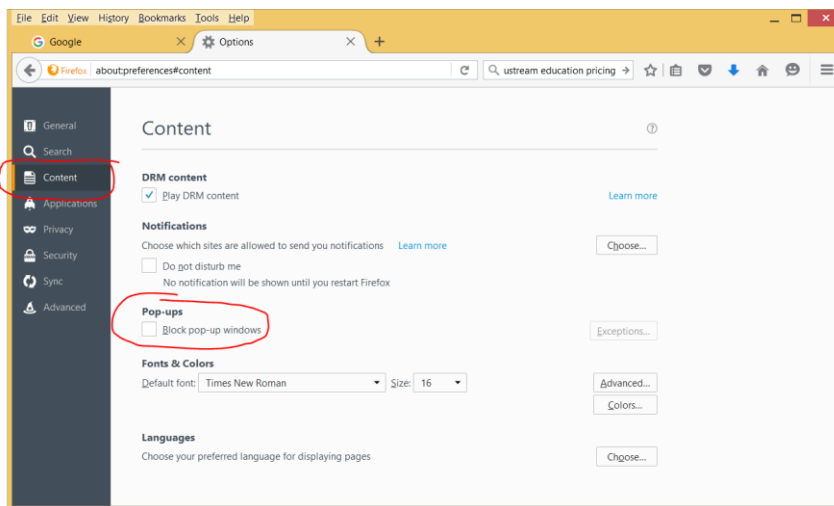 File Edit View History Bookmarks Tools Help
Google Options
Firefox about:preferences#content ustream education pricing
General
Search
Content
Applications
Privacy
Security
Sync
Advanced
Content
DRM content
Play DRM content Learn more
Notifications
Choose which sites are allowed to send you notifications Learn more Choose...
Do not disturb me
No notification will be shown until you restart Firefox
Pop-ups
Block pop-up windows Exceptions...
Fonts & Colors
Default font: Times New Roman Size: 16 Advanced...
Colors...
Languages
Choose your preferred language for displaying pages Choose...